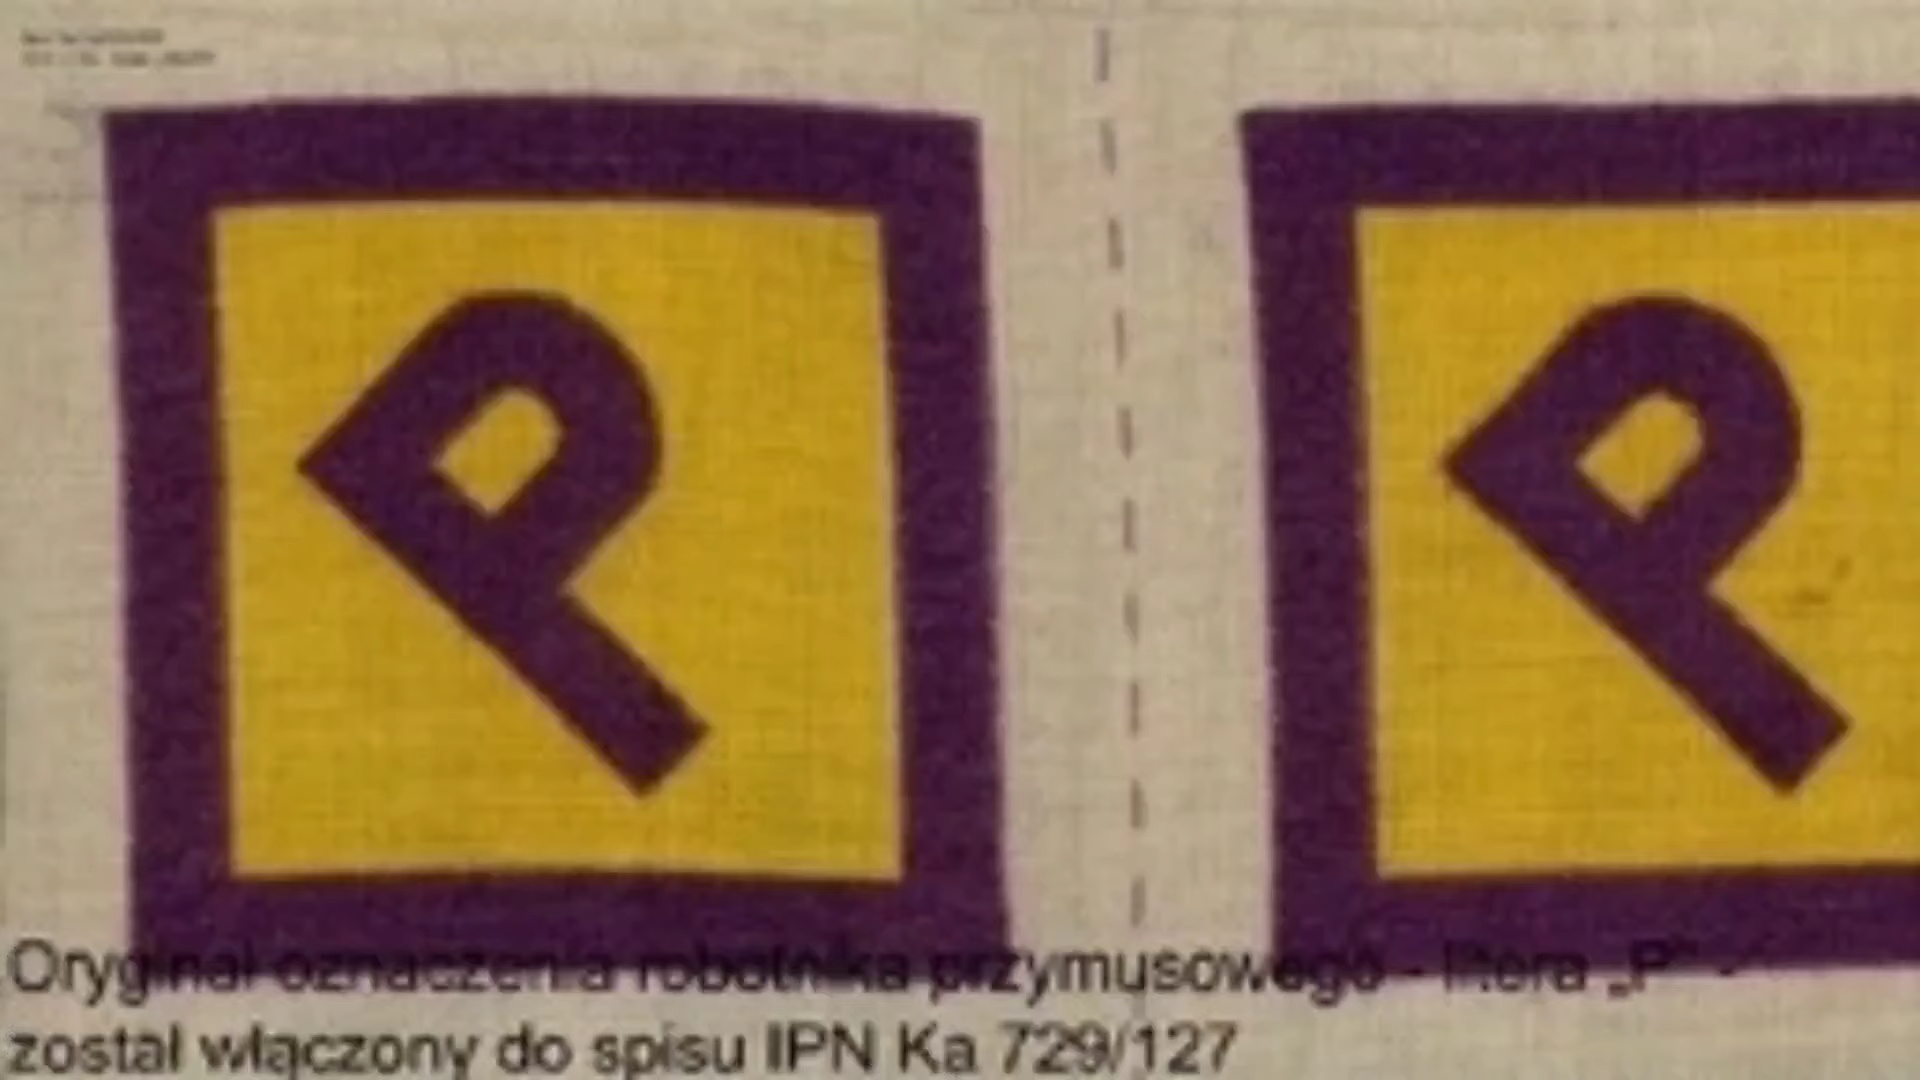 P P
Oryginał oznaczenia robotnika przymusowego - litera „P" -
został włączony do spisu IPN Ka 729/127